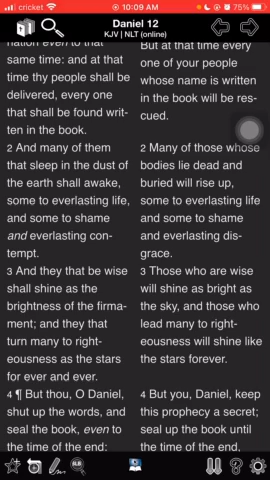 cricket 10:09 AM 75%
Daniel 12
KJV | NLT (online)
nation even to that
same time: and at that
time thy people shall be
delivered, every one
that shall be found writ-
ten in the book.
2 And many of them
that sleep in the dust of
the earth shall awake,
some to everlasting life,
and some to shame
and everlasting con-
tempt.
3 And they that be wise
shall shine as the
brightness of the firma-
ment; and they that
turn many to right-
eousness as the stars
for ever and ever.
4 ¶ But thou, O Daniel,
shut up the words, and
seal the book, even to
the time of the end:
But at that time every
one of your people
whose name is written
in the book will be res-
cued.
2 Many of those whose
bodies lie dead and
buried will rise up,
some to everlasting life
and some to shame
and everlasting dis-
grace.
3 Those who are wise
will shine as bright as
the sky, and those who
lead many to right-
eousness will shine like
the stars forever.
4 But you, Daniel, keep
this prophecy a secret;
seal up the book until
the time of the end,